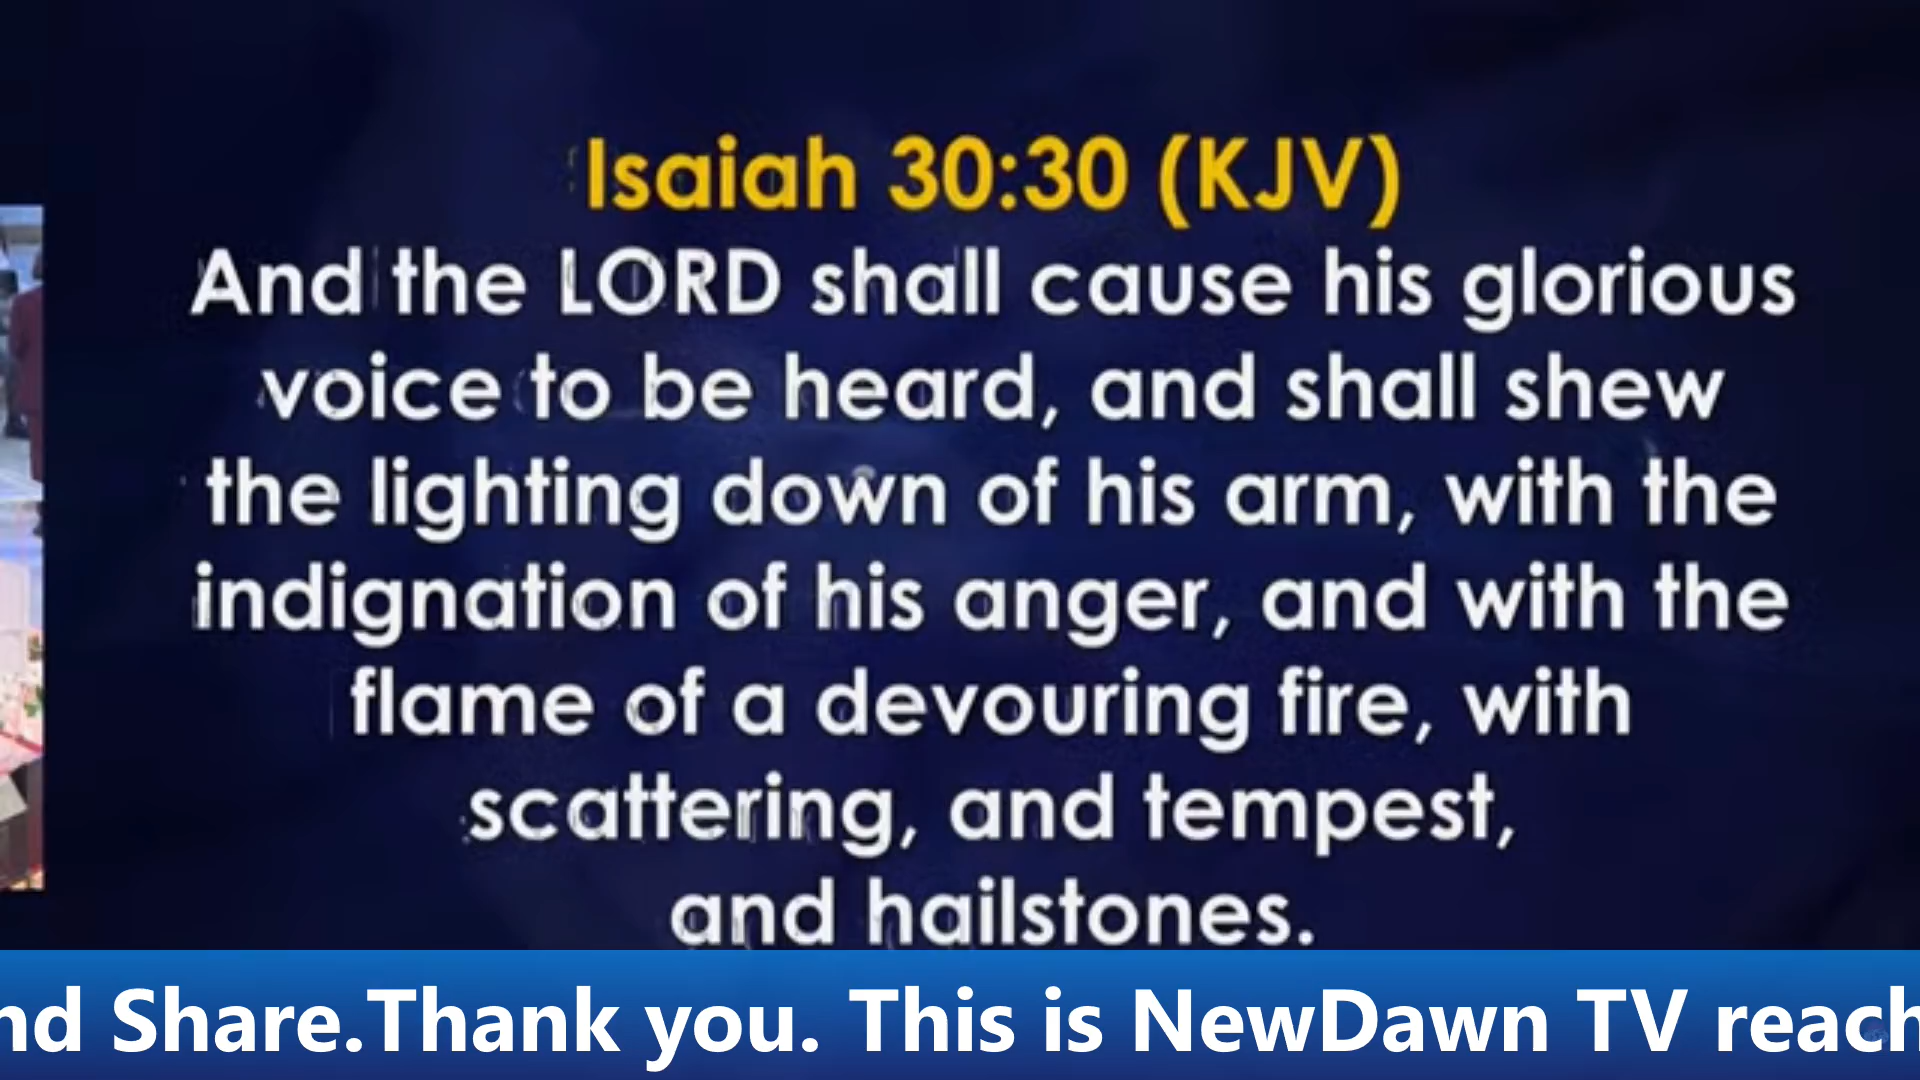 Isaiah 30:30 (KJV)
And the LORD shall cause his glorious
voice to be heard, and shall shew
the lighting down of his arm, with the
indignation of his anger, and with the
flame of a devouring fire, with
scattering, and tempest,
and hailstones.
nd Share.Thank you. This is NewDawn TV reach